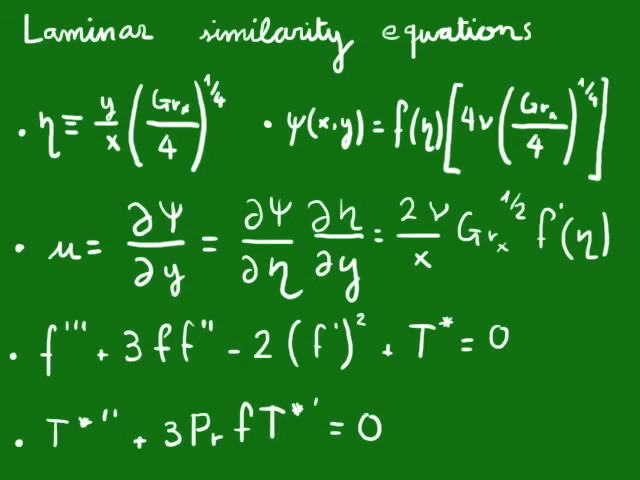 Laminar similarity equations
• η ≡ y/x (Grₓ/4)^1/4 • ψ(x,y) = f(η) [4ν (Grₓ/4)^1/4]
• u = ∂ψ/∂y = ∂ψ/∂η ∂η/∂y = 2ν/x Grₓ^1/2 f'(η)
• f''' + 3ff'' - 2(f')² + T* = 0
• T*'' + 3Pr f T*' = 0